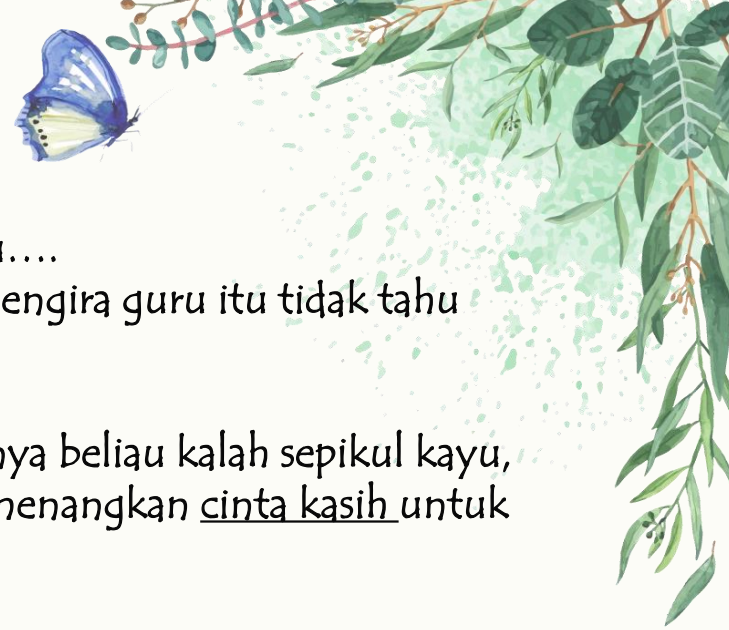 ....
engira guru itu tidak tahu
nya beliau kalah sepikul kayu,
nenangkan cinta kasih untuk